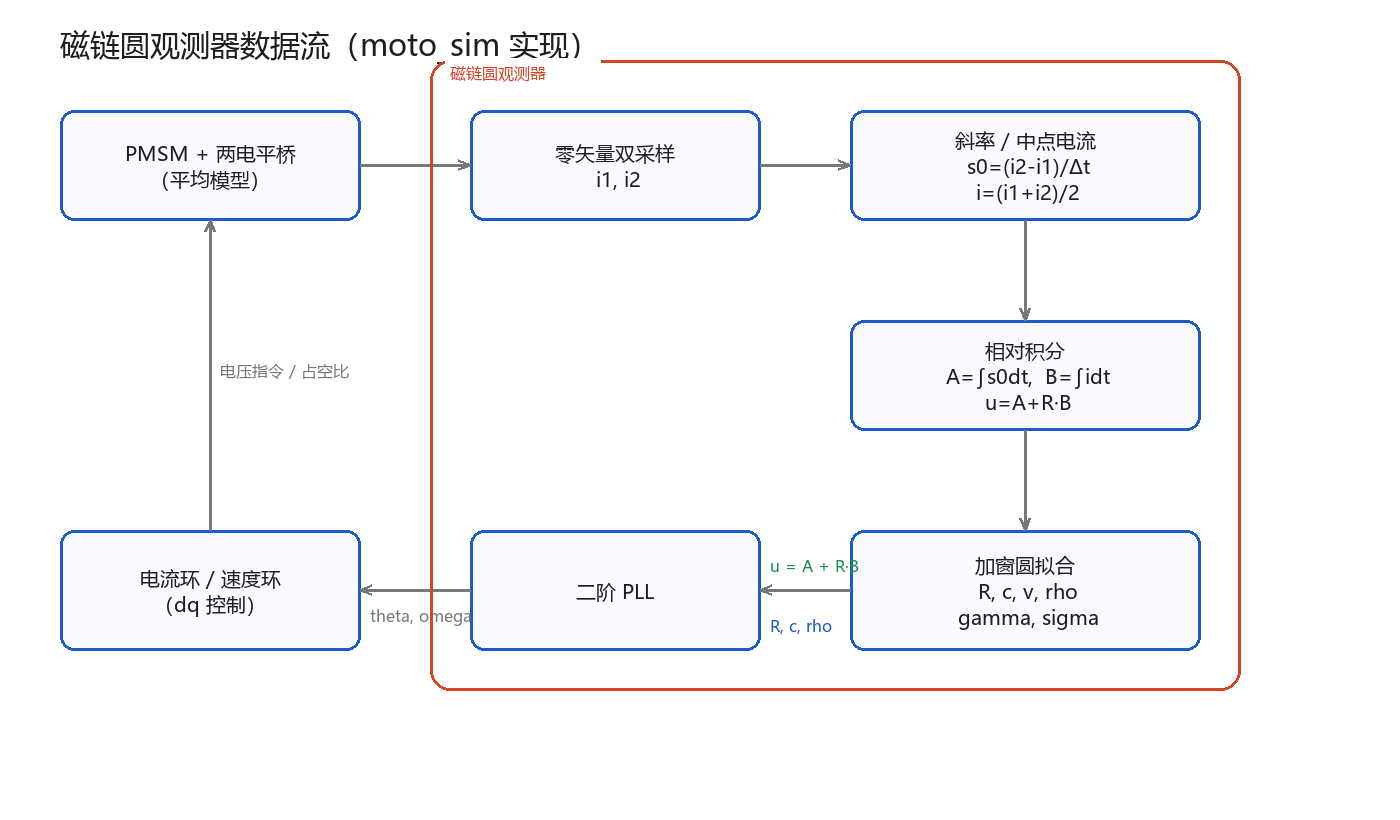 磁链圆观测器数据流（moto_sim 实现）
磁链圆观测器
PMSM + 两电平桥
（平均模型）
零矢量双采样
i1, i2
斜率 / 中点电流
s0=(i2-i1)/Δt
i=(i1+i2)/2
相对积分
A=∫s0dt, B=∫idt
u=A+R·B
电压指令 / 占空比
电流环 / 速度环
（dq 控制）
theta, omega
二阶 PLL
u = A + R·B
R, c, rho
加窗圆拟合
R, c, v, rho
gamma, sigma